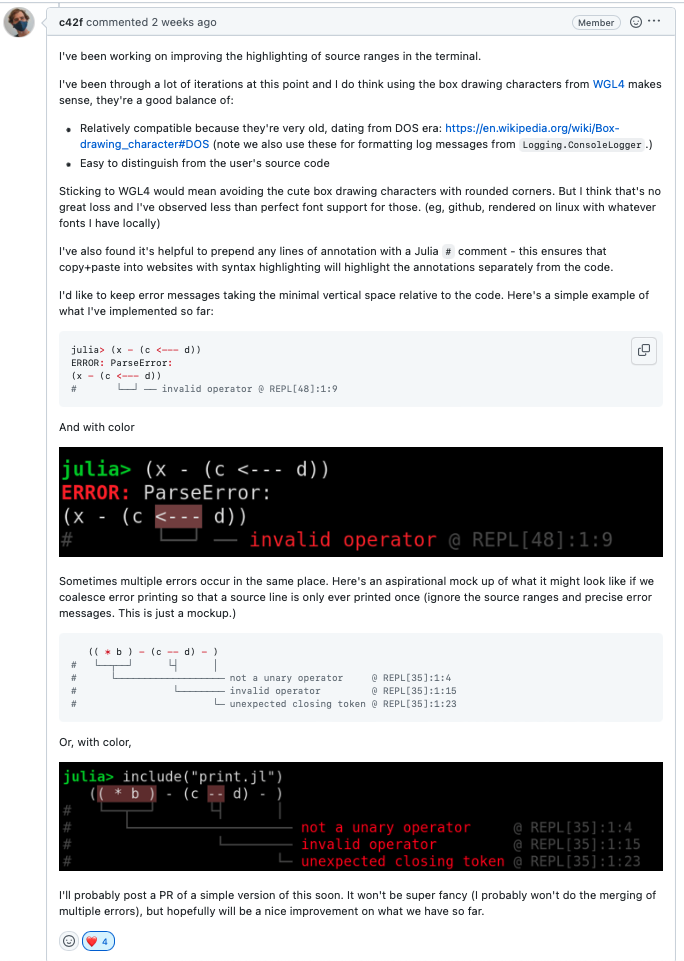 c42f commented 2 weeks ago
Member
I've been working on improving the highlighting of source ranges in the terminal.
I've been through a lot of iterations at this point and I do think using the box drawing characters from WGL4 makes
sense, they're a good balance of:
• Relatively compatible because they're very old, dating from DOS era: https://en.wikipedia.org/wiki/Box-
drawing_character#DOS (note we also use these for formatting log messages from Logging.ConsoleLogger .)
• Easy to distinguish from the user's source code
Sticking to WGL4 would mean avoiding the cute box drawing characters with rounded corners. But I think that's no
great loss and I've observed less than perfect font support for those. (eg, github, rendered on linux with whatever
fonts I have locally)
I've also found it's helpful to prepend any lines of annotation with a Julia # comment - this ensures that
copy+paste into websites with syntax highlighting will highlight the annotations separately from the code.
I'd like to keep error messages taking the minimal vertical space relative to the code. Here's a simple example of
what I've implemented so far:
julia> (x - (c <--- d))
ERROR: ParseError:
(x - (c <--- d))
#       └──┘ ── invalid operator @ REPL[48]:1:9
And with color
julia> (x - (c <--- d))
ERROR: ParseError:
(x - (c <--- d))
#       └──┘ ── invalid operator @ REPL[48]:1:9
Sometimes multiple errors occur in the same place. Here's an aspirational mock up of what it might look like if we
coalesce error printing so that a source line is only ever printed once (ignore the source ranges and precise error
messages. This is just a mockup.)
   (( * b ) - (c -- d) - )
#   └──┬──┘      └┤      │
#      └─────────────────── not a unary operator     @ REPL[35]:1:4
#                 └──────── invalid operator         @ REPL[35]:1:15
#                        └─ unexpected closing token @ REPL[35]:1:23
Or, with color,
julia> include("print.jl")
   (( * b ) - (c -- d) - )
#   └──┬──┘      └┤      │
#      └─────────────────── not a unary operator     @ REPL[35]:1:4
#                 └──────── invalid operator         @ REPL[35]:1:15
#                        └─ unexpected closing token @ REPL[35]:1:23
I'll probably post a PR of a simple version of this soon. It won't be super fancy (I probably won't do the merging of
multiple errors), but hopefully will be a nice improvement on what we have so far.
❤️ 4